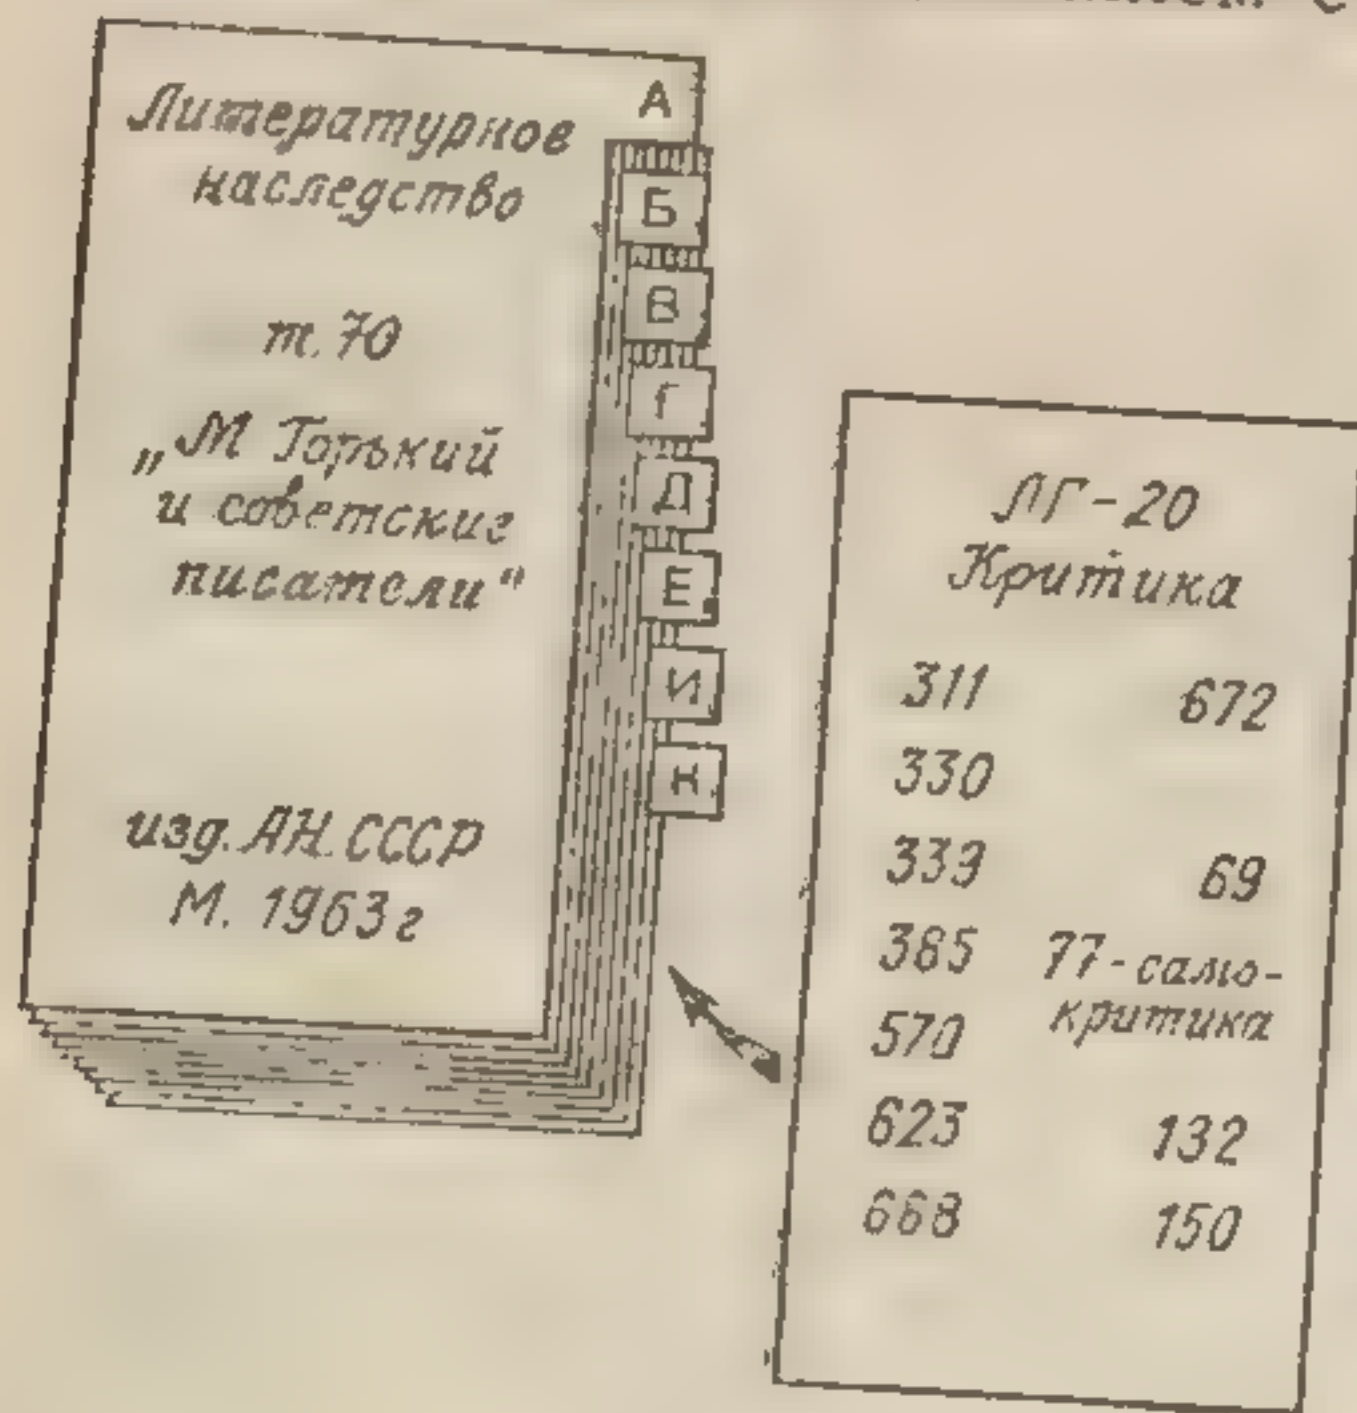 Литературное
наследство
т. 70
„М Горький
и советские
писатели“
изд. АН. СССР
М. 1963 г
А
Б
В
Г
Д
Е
И
Н
ЛГ-20
Критика
311 672
330
339 69
385 77-само-
критика
570
623 132
668 150